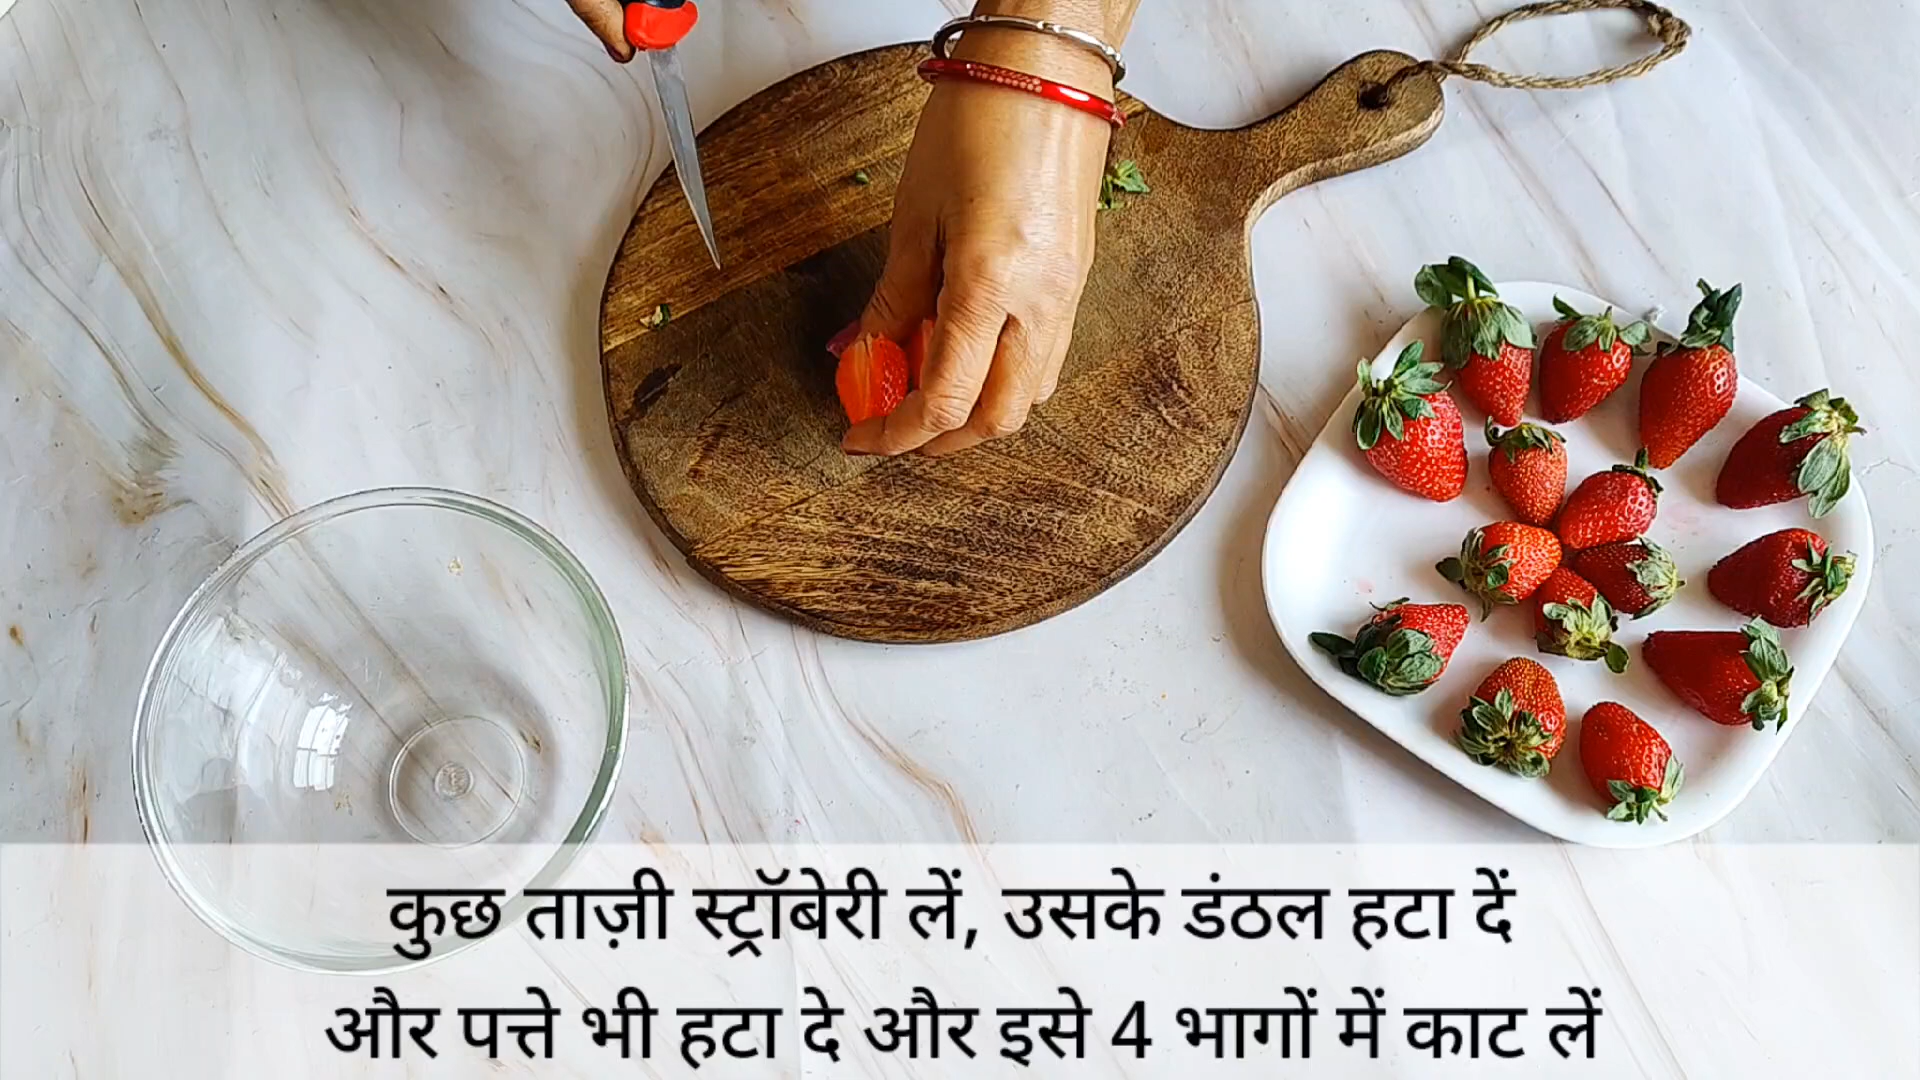 कुछ ताज़ी स्ट्रॉबेरी लें, उसके डंठल हटा दें
और पत्ते भी हटा दे और इसे 4 भागों में काट लें